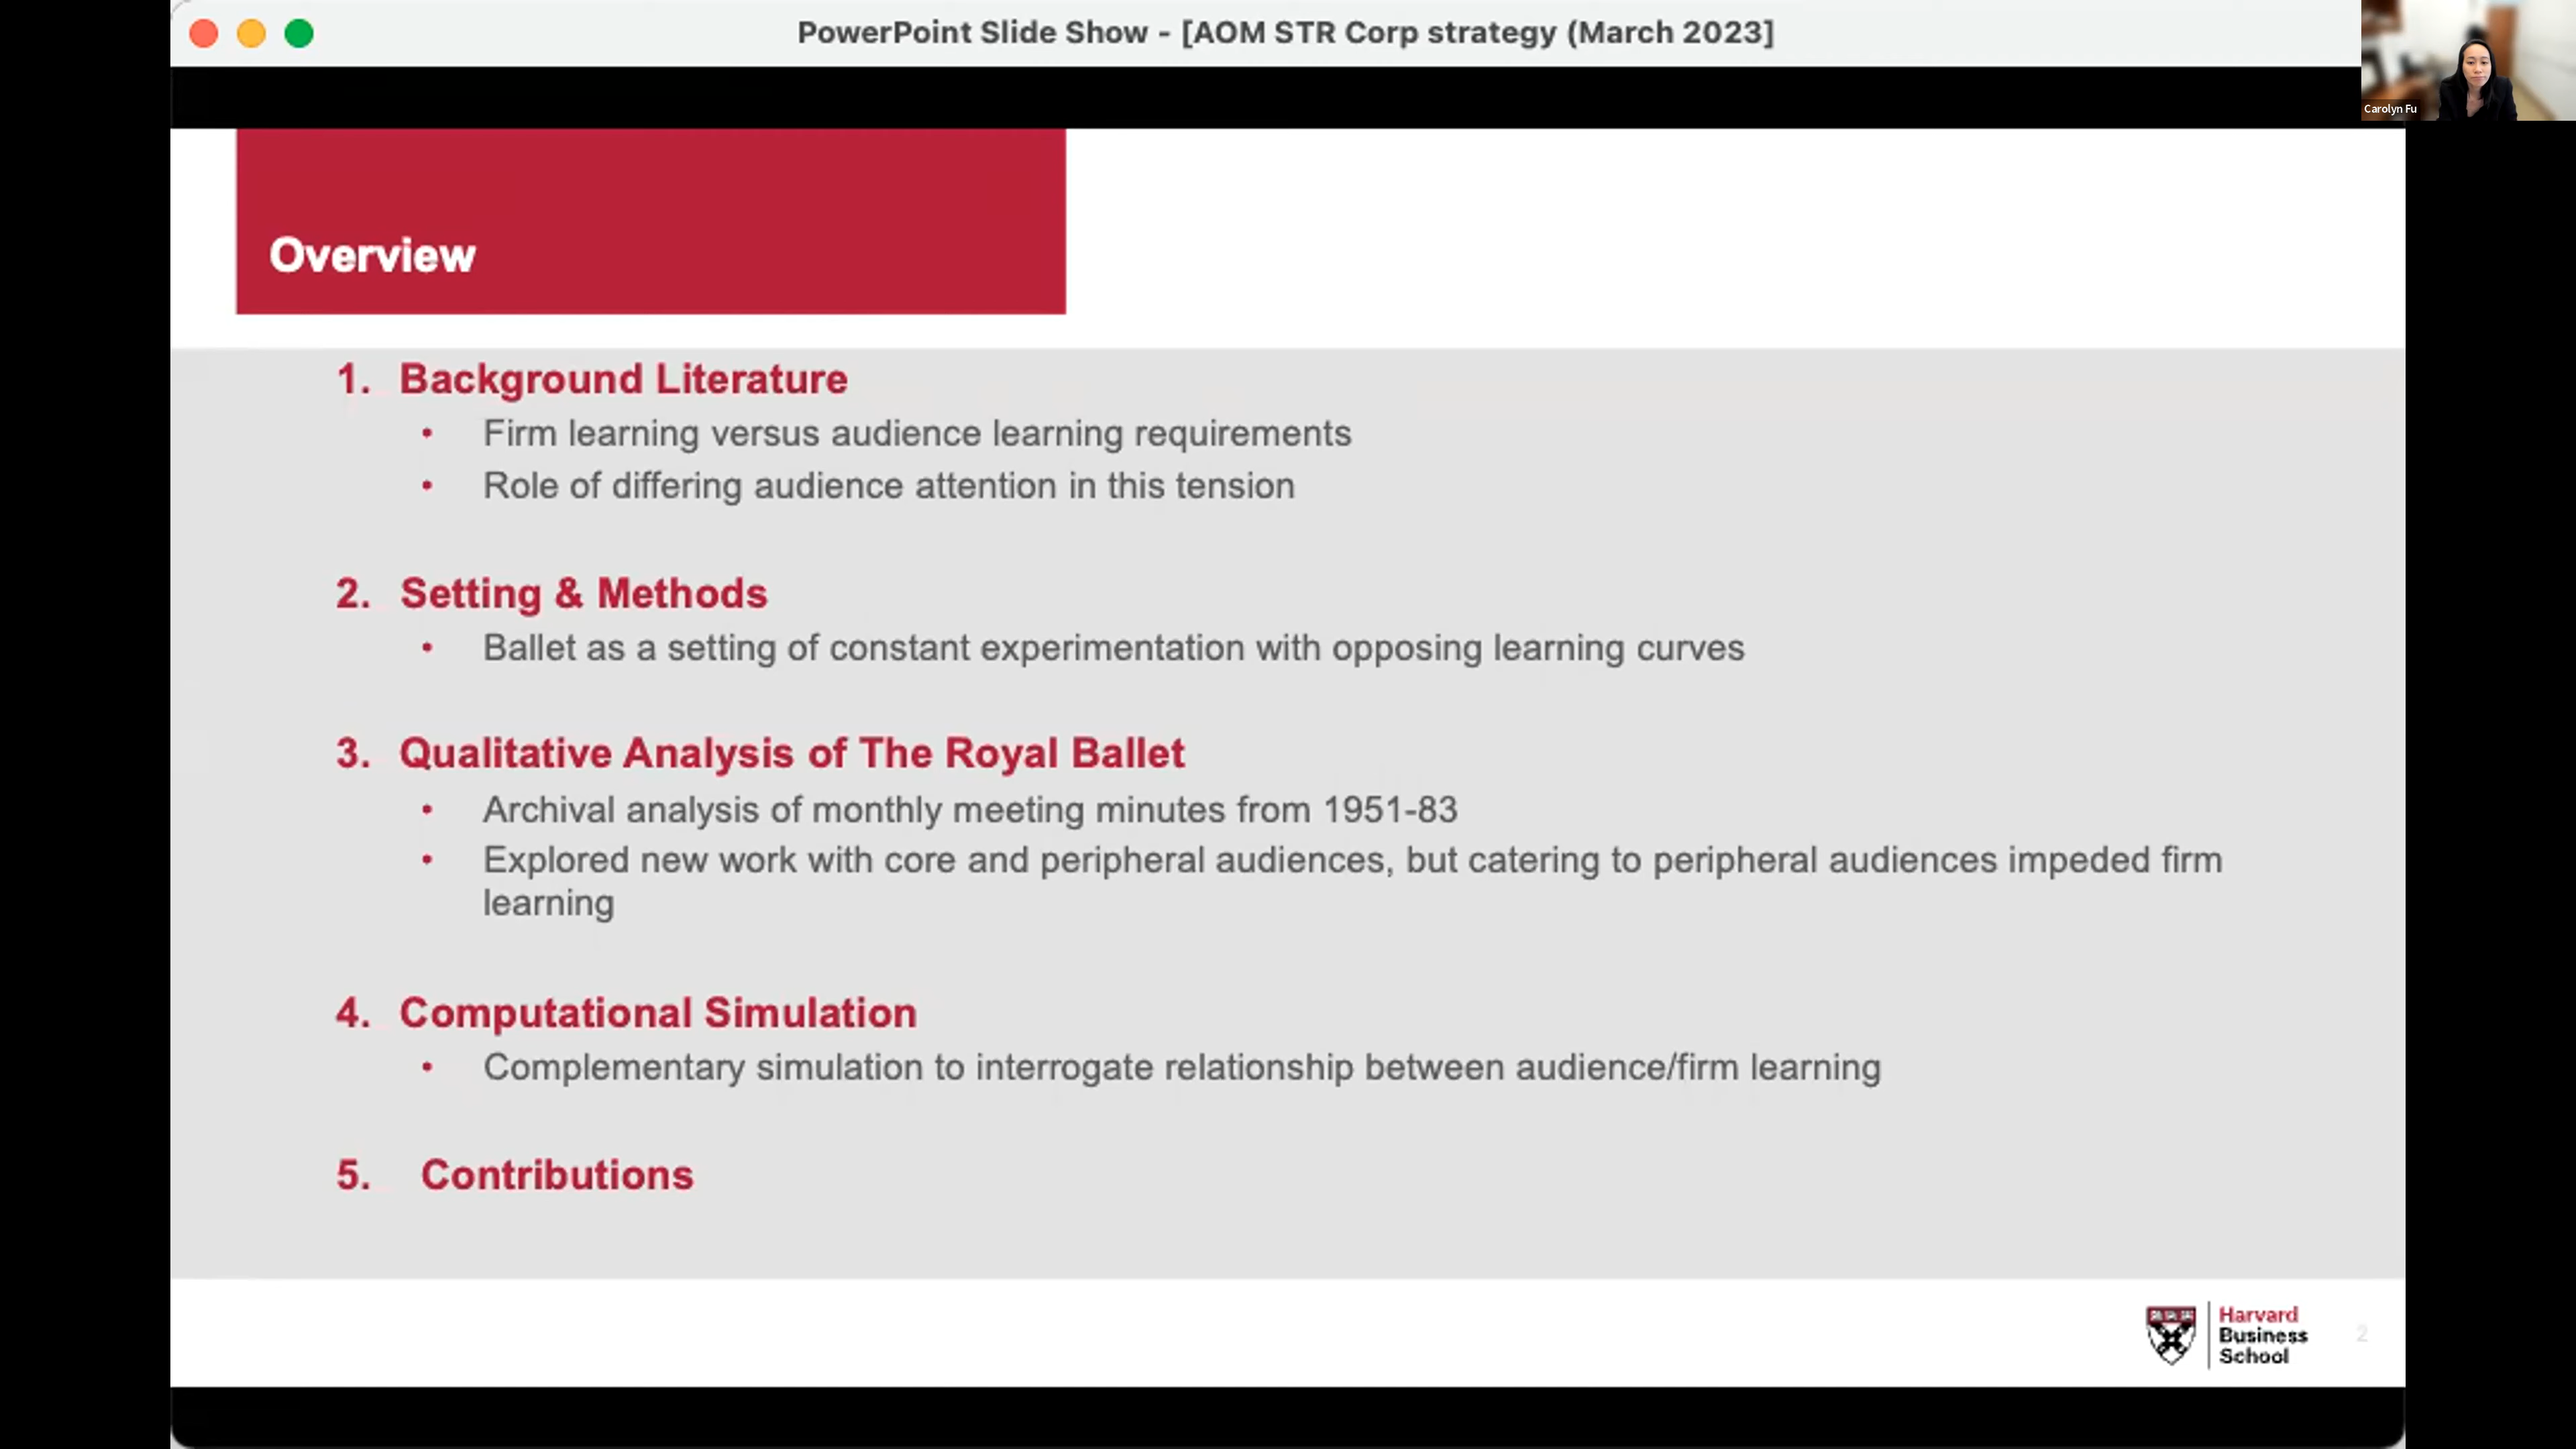 PowerPoint Slide Show - [AOM STR Corp strategy (March 2023]
Carolyn Fu
Overview
1. Background Literature
• Firm learning versus audience learning requirements
• Role of differing audience attention in this tension
2. Setting & Methods
• Ballet as a setting of constant experimentation with opposing learning curves
3. Qualitative Analysis of The Royal Ballet
• Archival analysis of monthly meeting minutes from 1951-83
• Explored new work with core and peripheral audiences, but catering to peripheral audiences impeded firm
learning
4. Computational Simulation
• Complementary simulation to interrogate relationship between audience/firm learning
5. Contributions
Harvard
Business
School
2